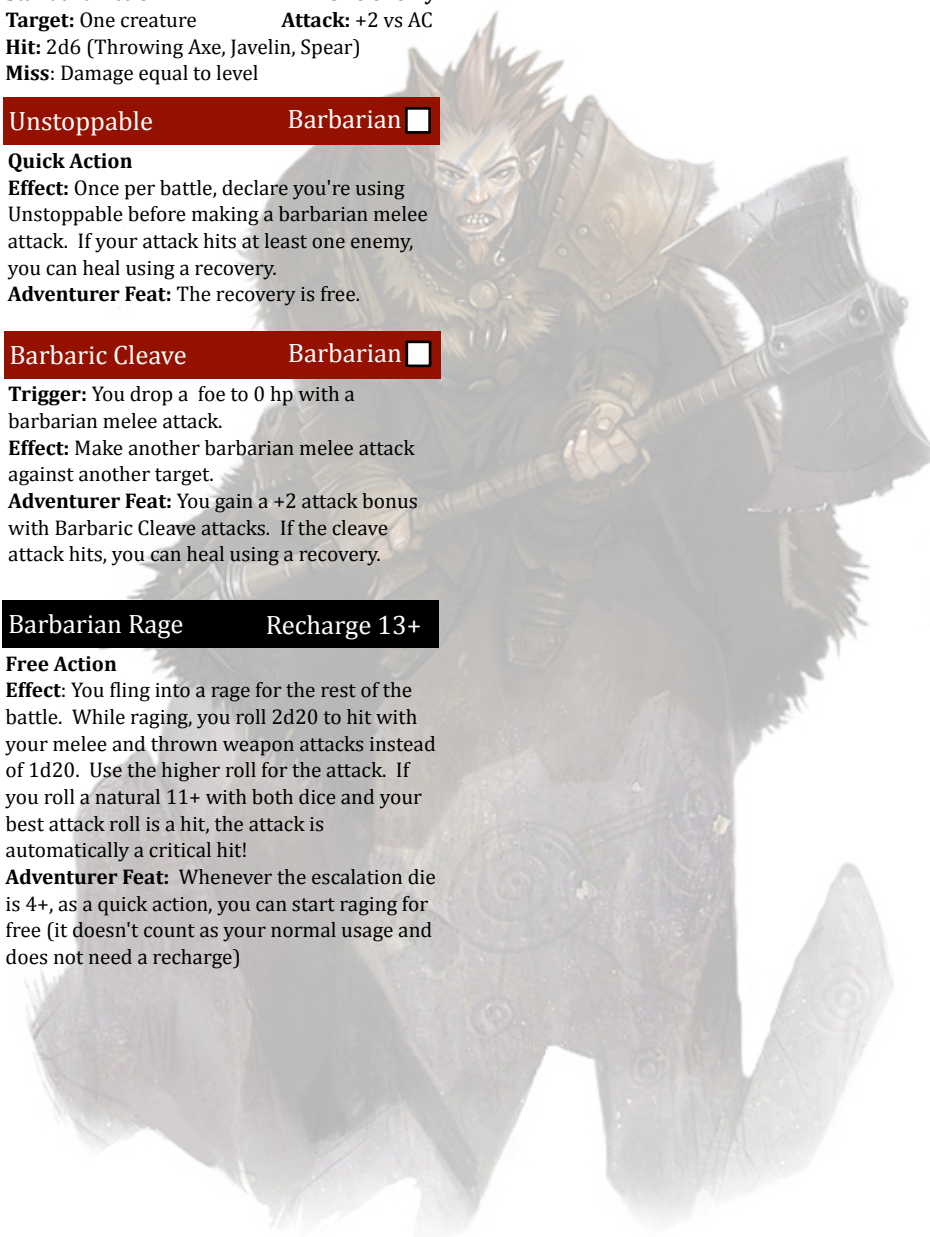 Target: One creature Attack: +2 vs AC
Hit: 2d6 (Throwing Axe, Javelin, Spear)
Miss: Damage equal to level
Unstoppable Barbarian
Quick Action
Effect: Once per battle, declare you're using
Unstoppable before making a barbarian melee
attack. If your attack hits at least one enemy,
you can heal using a recovery.
Adventurer Feat: The recovery is free.
Barbaric Cleave Barbarian
Trigger: You drop a foe to 0 hp with a
barbarian melee attack.
Effect: Make another barbarian melee attack
against another target.
Adventurer Feat: You gain a +2 attack bonus
with Barbaric Cleave attacks. If the cleave
attack hits, you can heal using a recovery.
Barbarian Rage Recharge 13+
Free Action
Effect: You fling into a rage for the rest of the
battle. While raging, you roll 2d20 to hit with
your melee and thrown weapon attacks instead
of 1d20. Use the higher roll for the attack. If
you roll a natural 11+ with both dice and your
best attack roll is a hit, the attack is
automatically a critical hit!
Adventurer Feat: Whenever the escalation die
is 4+, as a quick action, you can start raging for
free (it doesn't count as your normal usage and
does not need a recharge)